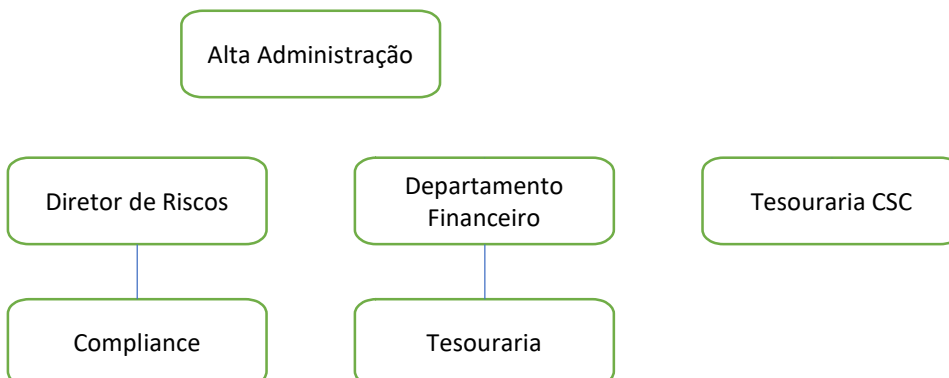 Alta Administração
Diretor de Riscos
Departamento
Financeiro
Tesouraria CSC
Compliance
Tesouraria